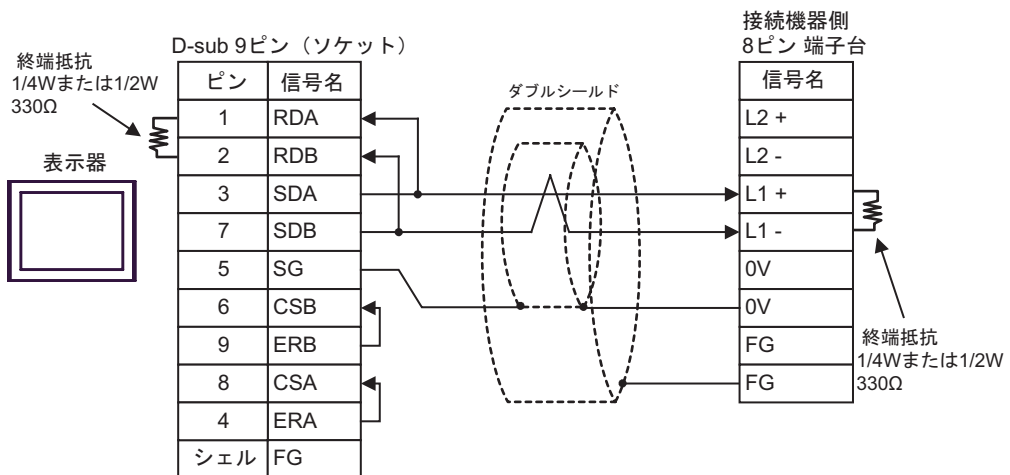 D-sub 9ピン（ソケット）
終端抵抗
1/4Wまたは1/2W
330Ω
表示器
ピン 信号名
1 RDA
2 RDB
3 SDA
7 SDB
5 SG
6 CSB
9 ERB
8 CSA
4 ERA
シェル FG
ダブルシールド
接続機器側
8ピン 端子台
信号名
L2 +
L2 -
L1 +
L1 -
0V
0V
FG
FG
終端抵抗
1/4Wまたは1/2W
330Ω